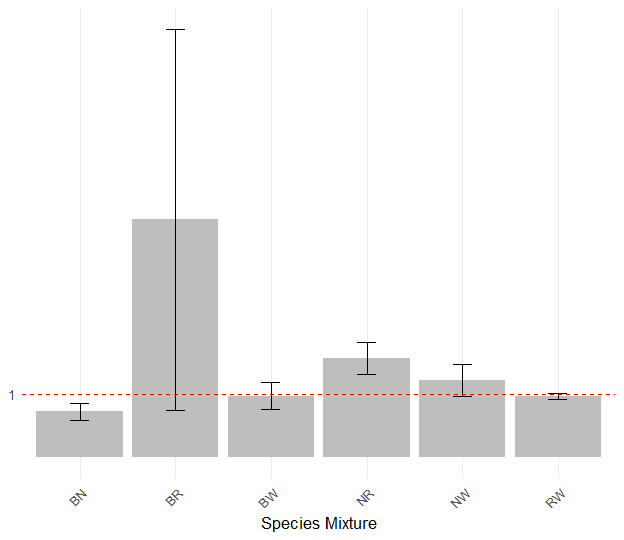 1
BN BR BW NR NW RW
Species Mixture